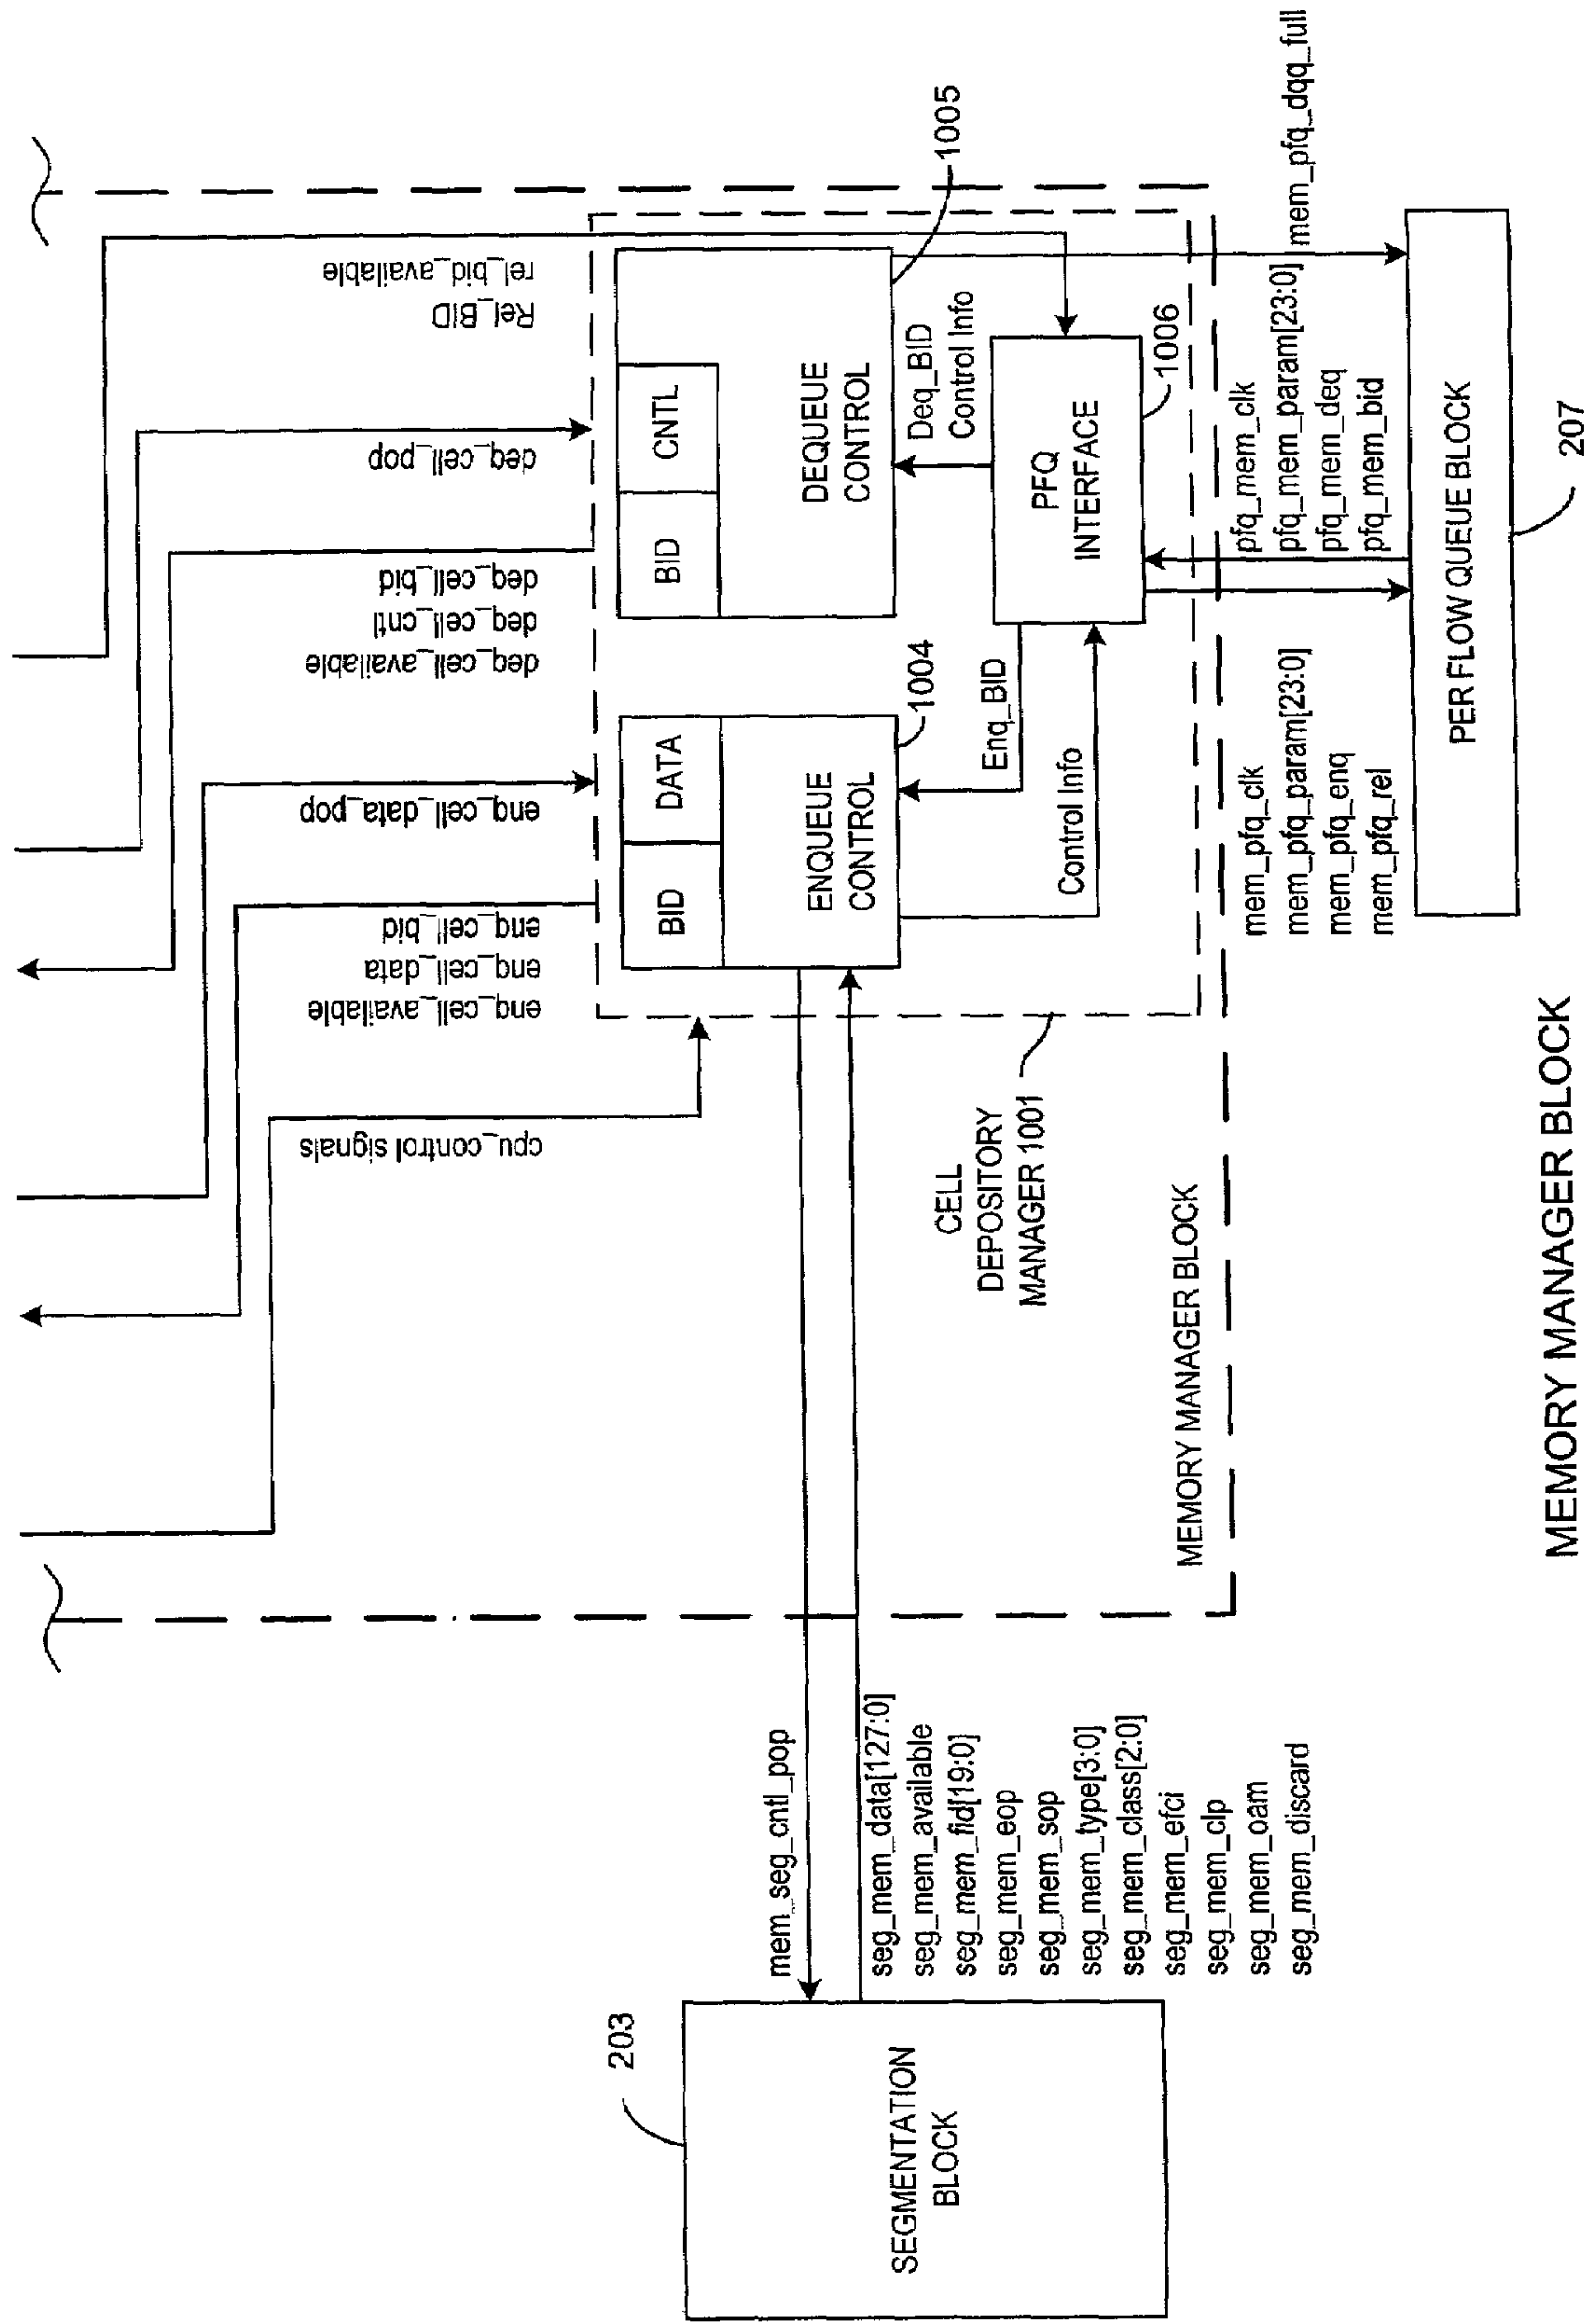 rel_bid_available
Rel_BID
deq_cell_pop
deq_cell_bid
deq_cell_cntl
deq_cell_available
enq_cell_data_pop
enq_cell_bid
enq_cell_data
enq_cell_available
cpu_control signals
203
SEGMENTATION
BLOCK
mem_seg_cntl_pop
seg_mem_data[127:0]
seg_mem_available
seg_mem_fid[19:0]
seg_mem_eop
seg_mem_sop
seg_mem_type[3:0]
seg_mem_class[2:0]
seg_mem_efci
seg_mem_clp
seg_mem_oam
seg_mem_discard
CELL
DEPOSITORY
MANAGER 1001
MEMORY MANAGER BLOCK
BID
DATA
ENQUEUE
CONTROL
1004
BID
CNTL
DEQUEUE
CONTROL
1005
Enq_BID
Control Info
Deq_BID
Control Info
PFQ
INTERFACE
1006
mem_pfq_clk
mem_pfq_param[23:0]
mem_pf_enq
mem_pfq_rel
pfq_mem_clk
pfq_mem_param[23:0]
pfq_mem_deq
pfq_mem_bid
mem_pfq_dqq_full
PER FLOW QUEUE BLOCK
207
MEMORY MANAGER BLOCK